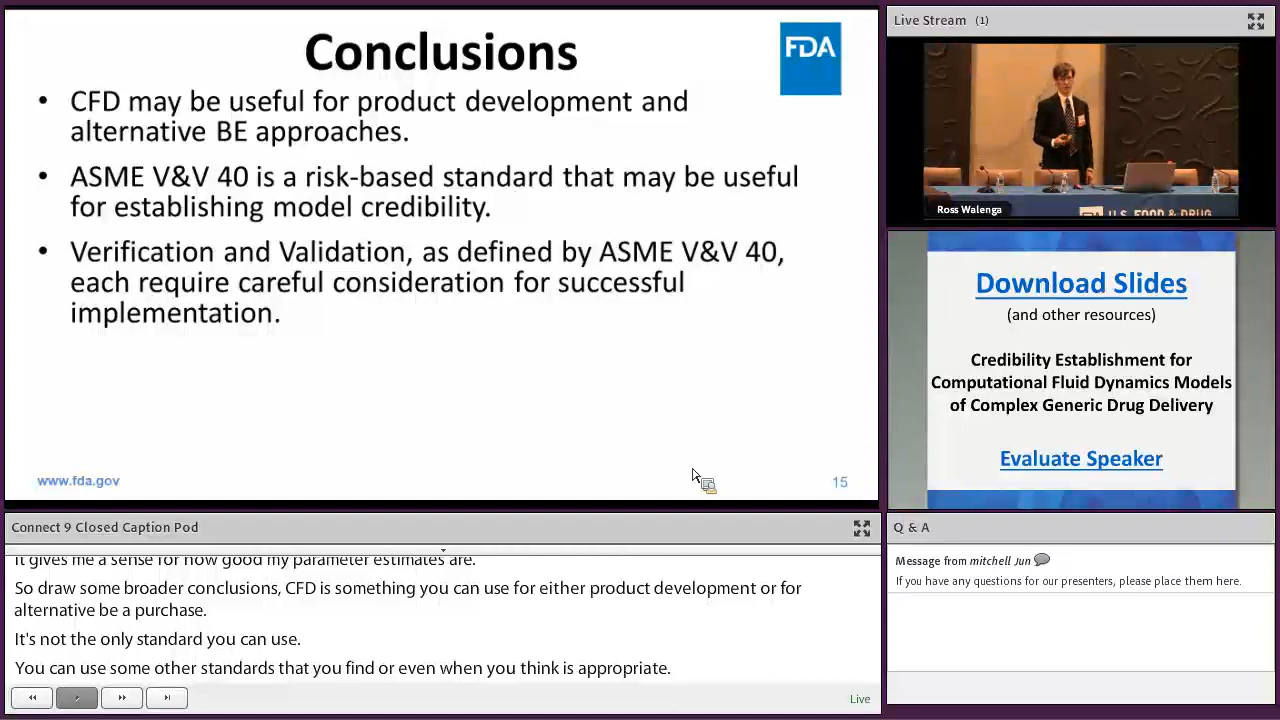 Conclusions
FDA
• CFD may be useful for product development and
alternative BE approaches.
• ASME V&V 40 is a risk-based standard that may be useful
for establishing model credibility.
• Verification and Validation, as defined by ASME V&V 40,
each require careful consideration for successful
implementation.
www.fda.gov
15
Live Stream (1)
Ross Walenga
FDA U.S. FOOD & DRUG
Download Slides
(and other resources)
Credibility Establishment for
Computational Fluid Dynamics Models
of Complex Generic Drug Delivery
Evaluate Speaker
Connect 9 Closed Caption Pod
It gives me a sense for how good my parameter estimates are.
So draw some broader conclusions, CFD is something you can use for either product development or for
alternative be a purchase.
It's not the only standard you can use.
You can use some other standards that you find or even when you think is appropriate.
Live
Q & A
Message from mitchell Jun
If you have any questions for our presenters, please place them here.